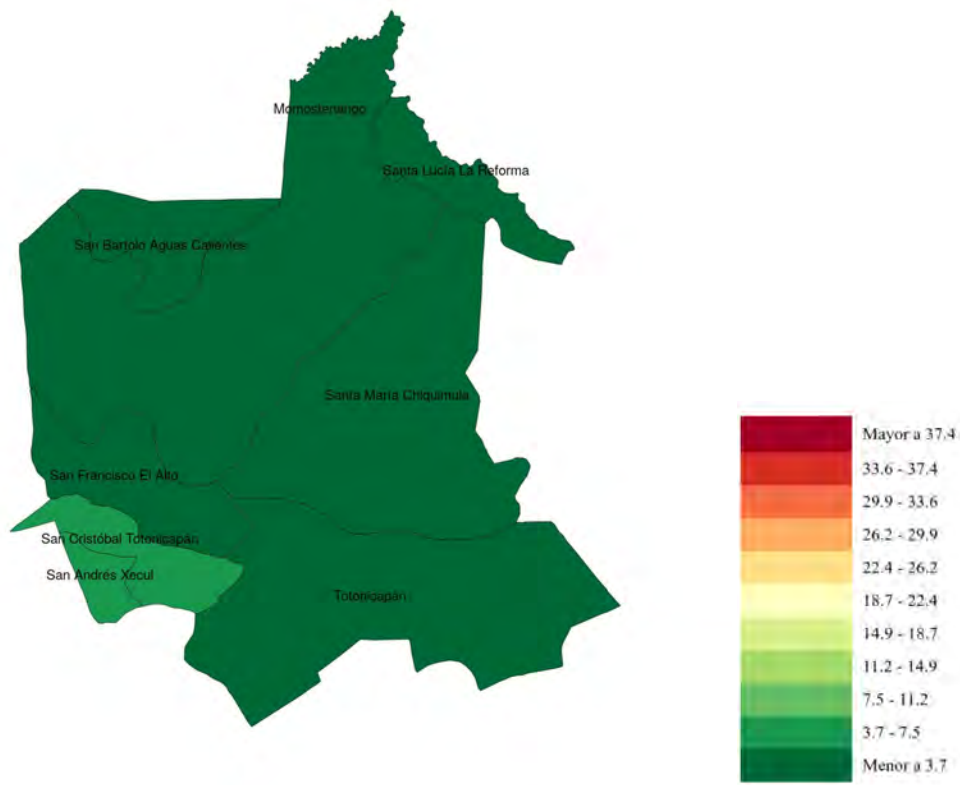 Momostenango
Santa Lucía La Reforma
San Bartolo Aguas Calientes
Santa María Chiquimula
San Francisco El Alto
San Cristóbal Totonicapán
San Andrés Xecul
Totonicapán
Mayor a 37.4
33.6 - 37.4
29.9 - 33.6
26.2 - 29.9
22.4 - 26.2
18.7 - 22.4
14.9 - 18.7
11.2 - 14.9
7.5 - 11.2
3.7 - 7.5
Menor a 3.7